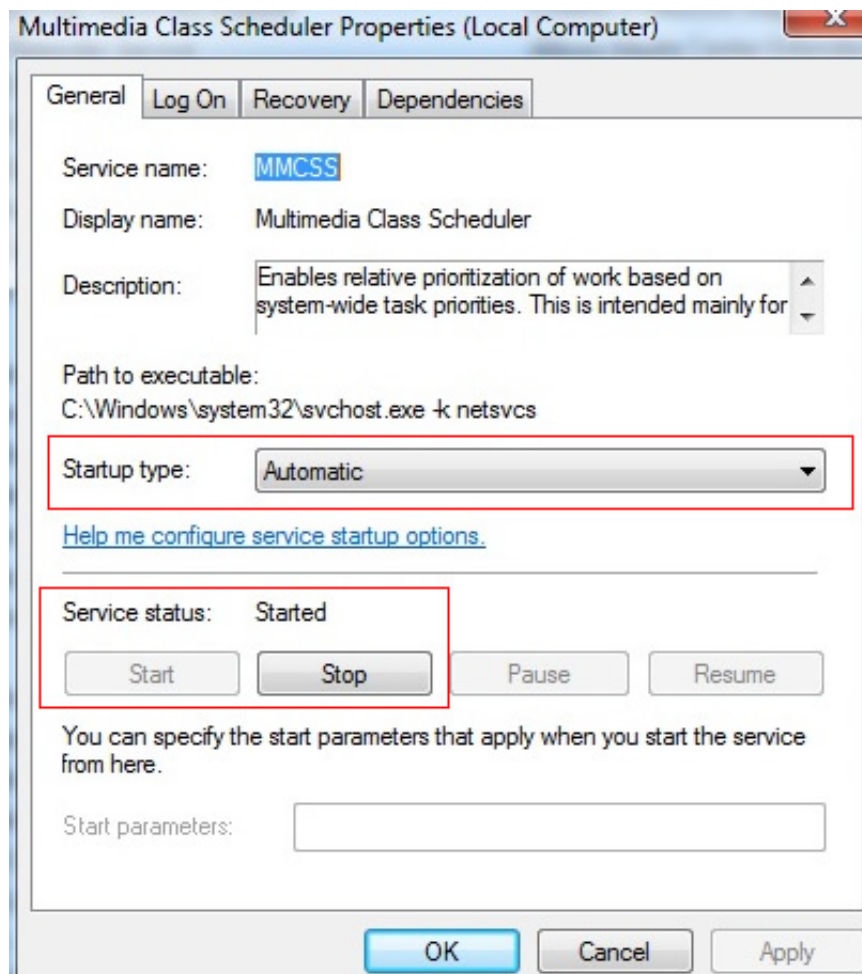 Multimedia Class Scheduler Properties (Local Computer)
General Log On Recovery Dependencies
Service name: MMCSS
Display name: Multimedia Class Scheduler
Description: Enables relative prioritization of work based on
system-wide task priorities. This is intended mainly for
Path to executable:
C:\Windows\system32\svchost.exe -k netsvcs
Startup type: Automatic
Help me configure service startup options.
Service status: Started
Start Stop Pause Resume
You can specify the start parameters that apply when you start the service
from here.
Start parameters:
OK Cancel Apply